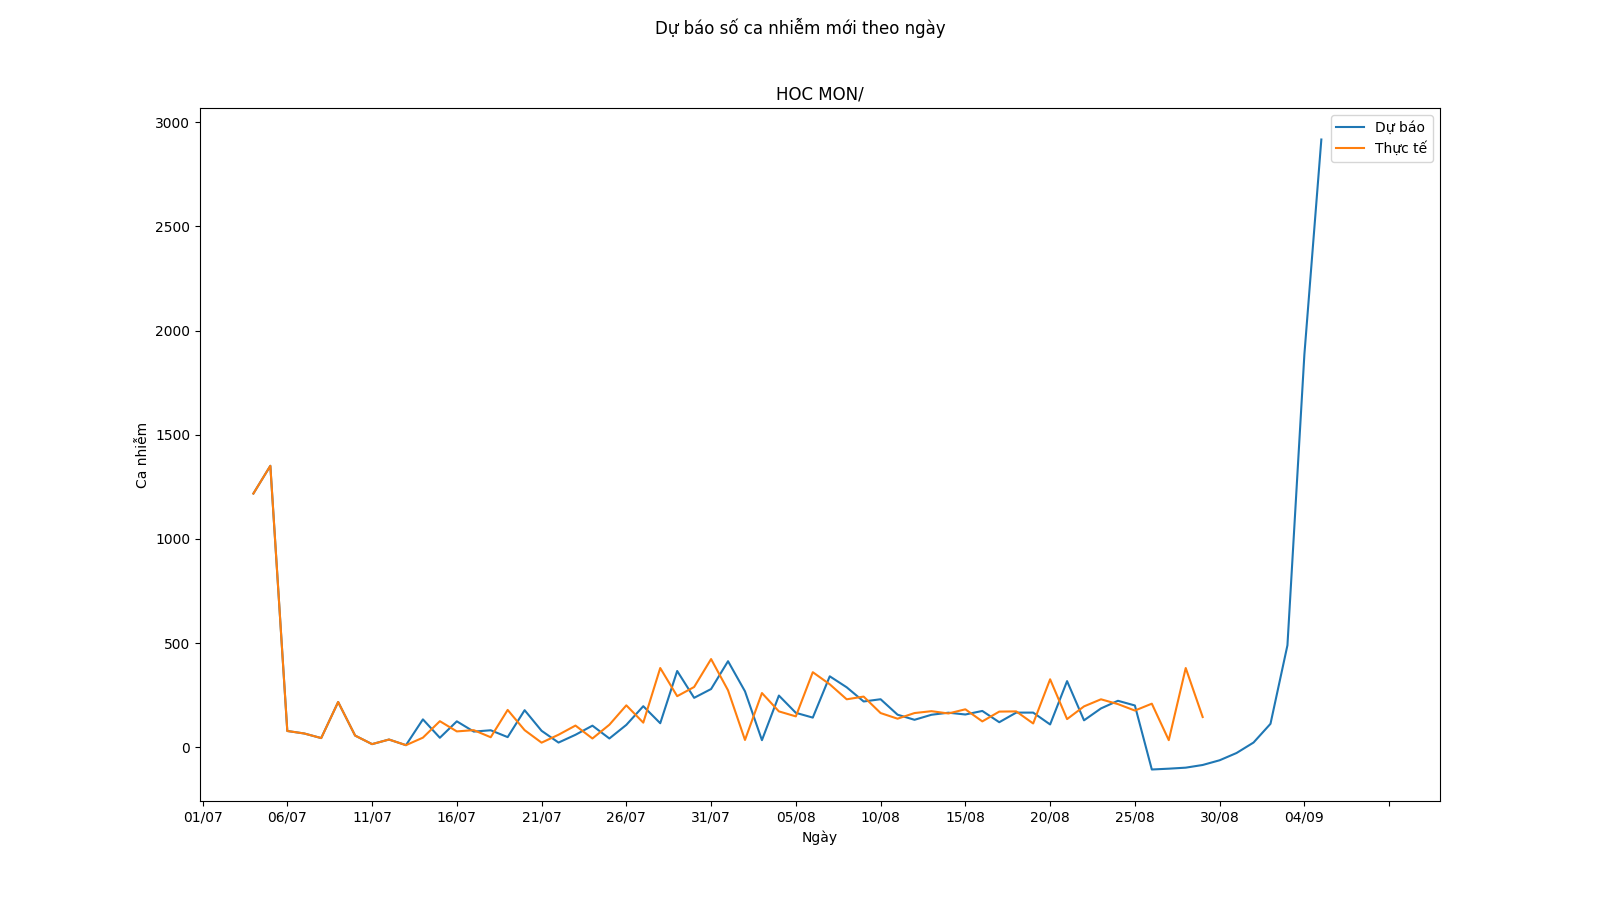 Dự báo số ca nhiễm mới theo ngày
HOC MON/
3000
2500
2000
1500
1000
500
0
Ca nhiễm
Dự báo
Thực tế
01/07 06/07 11/07 16/07 21/07 26/07 31/07 05/08 10/08 15/08 20/08 25/08 30/08 04/09
Ngày